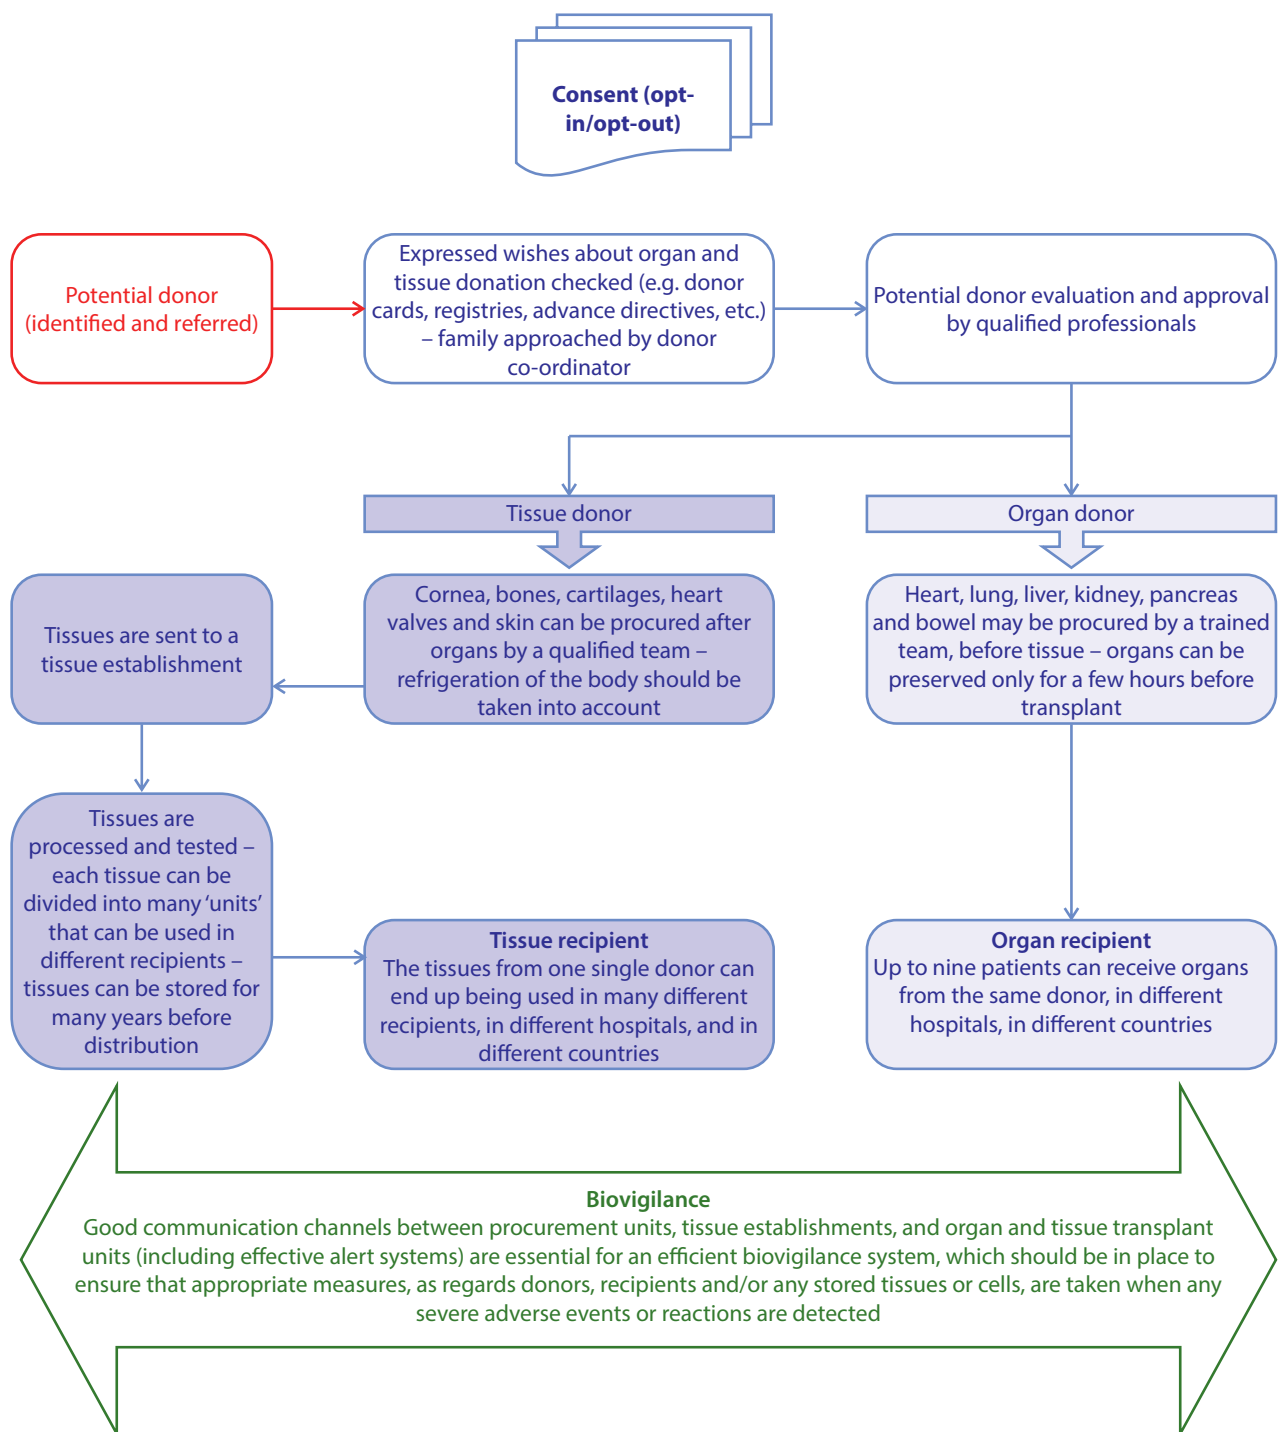 Consent (opt-
in/opt-out)
Potential donor
(identified and referred)
Expressed wishes about organ and
tissue donation checked (e.g. donor
cards, registries, advance directives, etc.)
– family approached by donor
co-ordinator
Potential donor evaluation and approval
by qualified professionals
Tissue donor
Organ donor
Tissues are sent to a
tissue establishment
Cornea, bones, cartilages, heart
valves and skin can be procured after
organs by a qualified team –
refrigeration of the body should be
taken into account
Heart, lung, liver, kidney, pancreas
and bowel may be procured by a trained
team, before tissue – organs can be
preserved only for a few hours before
transplant
Tissues are
processed and tested –
each tissue can be
divided into many ‘units’
that can be used in
different recipients –
tissues can be stored for
many years before
distribution
Tissue recipient
The tissues from one single donor can
end up being used in many different
recipients, in different hospitals, and in
different countries
Organ recipient
Up to nine patients can receive organs
from the same donor, in different
hospitals, in different countries
Biovigilance
Good communication channels between procurement units, tissue establishments, and organ and tissue transplant
units (including effective alert systems) are essential for an efficient biovigilance system, which should be in place to
ensure that appropriate measures, as regards donors, recipients and/or any stored tissues or cells, are taken when any
severe adverse events or reactions are detected